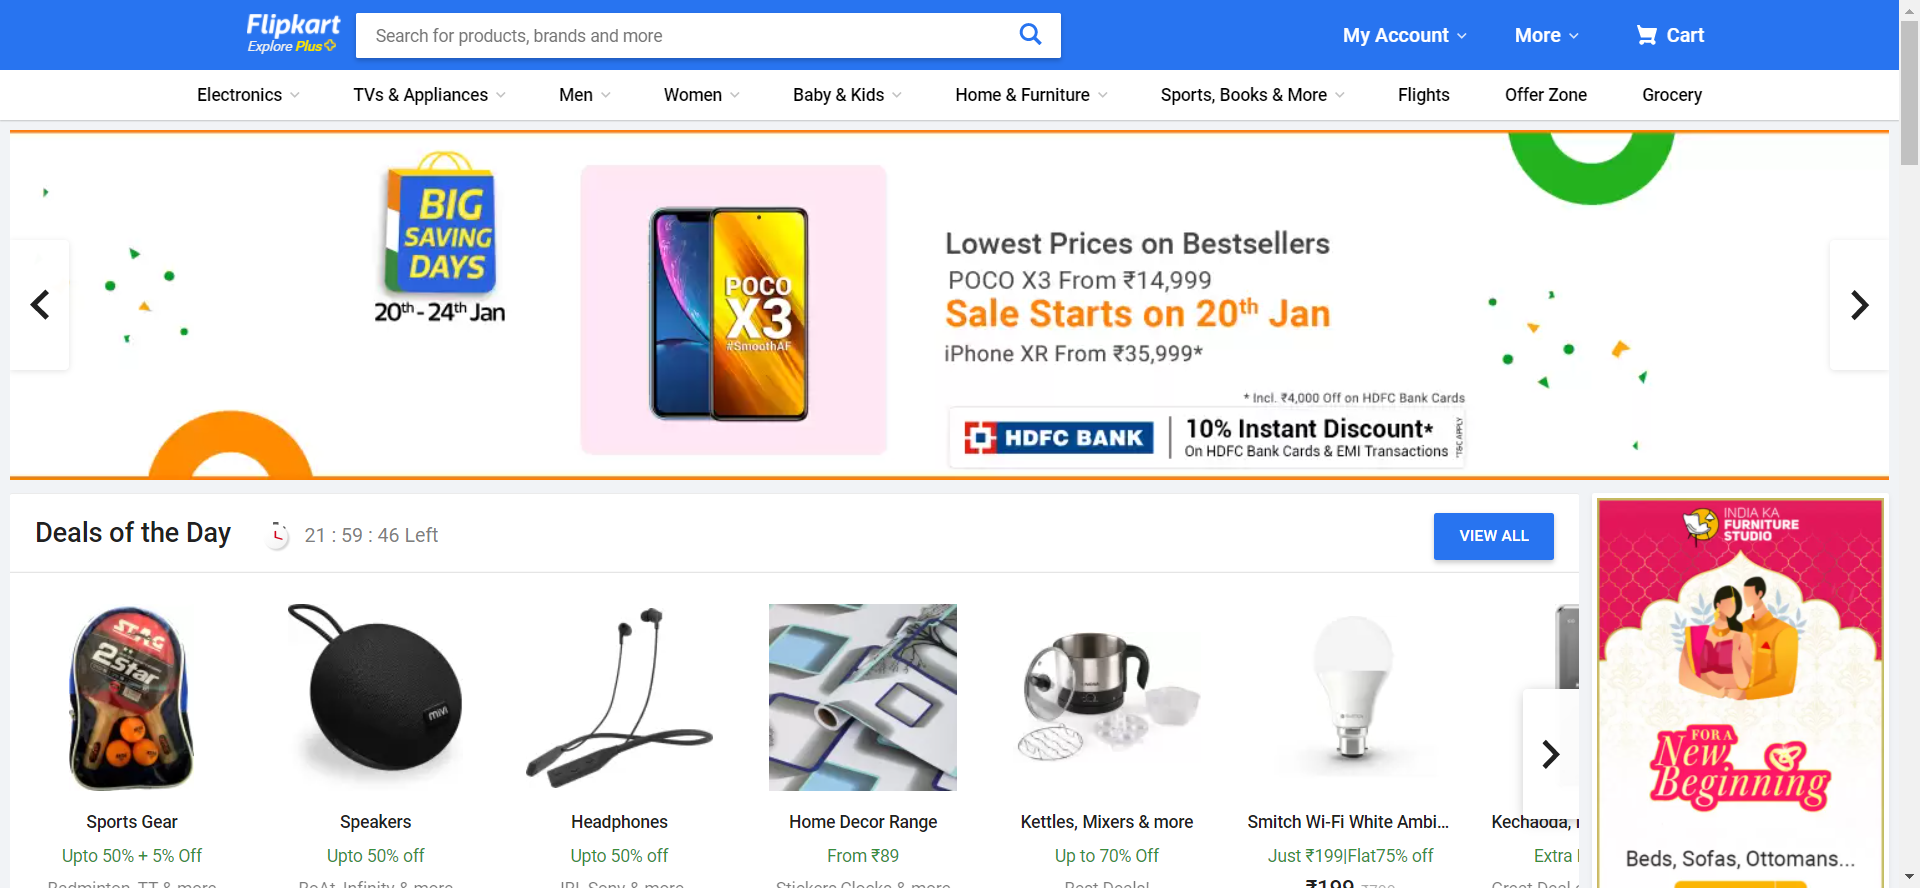 Flipkart
Explore Plus
Search for products, brands and more
My Account
More
Cart
Electronics
TVs & Appliances
Men
Women
Baby & Kids
Home & Furniture
Sports, Books & More
Flights
Offer Zone
Grocery
BIG
SAVING
DAYS
20th - 24th Jan
POCO
X3
#SmoothAF
Lowest Prices on Bestsellers
POCO X3 From ₹14,999
Sale Starts on 20th Jan
iPhone XR From ₹35,999*
* Incl. ₹4,000 Off on HDFC Bank Cards
HDFC BANK
10% Instant Discount*
On HDFC Bank Cards & EMI Transactions
*T&C APPLY
Deals of the Day
21 : 59 : 46 Left
VIEW ALL
INDIA KA
FURNITURE
STUDIO
STAG
2Star
mivi
Sports Gear
Upto 50% + 5% Off
Badminton, TT & more
Speakers
Upto 50% off
BoAt, Infinity & more
Headphones
Upto 50% off
JBL, Sony & more
Home Decor Range
From ₹89
Stickers, Clocks & more
Kettles, Mixers & more
Up to 70% Off
Best Deals!
Smitch Wi-Fi White Ambi...
Just ₹199|Flat75% off
₹199
Kechaoda,
Extra
Great Deal
FOR A
New
Beginning
Beds, Sofas, Ottomans...